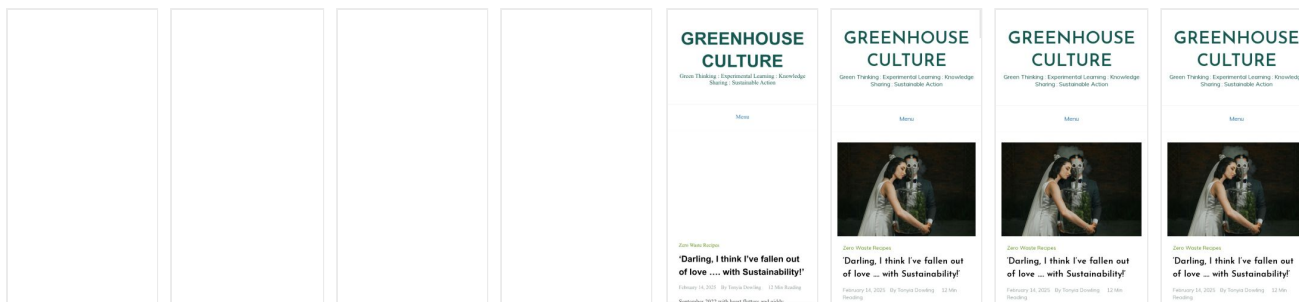 GREENHOUSE
CULTURE
Green Thinking : Experimental Learning : Knowledge
Sharing : Sustainable Action
Menu
Zero Waste Recipes
‘Darling, I think I’ve fallen out
of love .... with Sustainability!’
February 14, 2023 By Tonyia Dowling 12 Min Reading
GREENHOUSE
CULTURE
Green Thinking : Experimental Learning : Knowledge
Sharing : Sustainable Action
Menu
Zero Waste Recipes
‘Darling, I think I’ve fallen out
of love .... with Sustainability!’
February 14, 2023 By Tonyia Dowling 12 Min
Reading
GREENHOUSE
CULTURE
Green Thinking : Experimental Learning : Knowledge
Sharing : Sustainable Action
Menu
Zero Waste Recipes
‘Darling, I think I’ve fallen out
of love .... with Sustainability!’
February 14, 2023 By Tonyia Dowling 12 Min
Reading
GREENHOUSE
CULTURE
Green Thinking : Experimental Learning : Knowledge
Sharing : Sustainable Action
Menu
Zero Waste Recipes
‘Darling, I think I’ve fallen out
of love .... with Sustainability!’
February 14, 2023 By Tonyia Dowling 12 Min
Reading